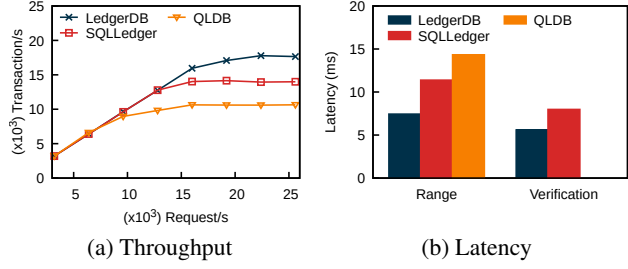 LedgerDB
SQLLedger
QLDB
(x10³) Transaction/s
25
20
15
10
5
0
5
10
15
20
25
(x10³) Request/s
(a) Throughput
LedgerDB
SQLLedger
QLDB
Latency (ms)
20
15
10
5
0
Range
Verification
(b) Latency